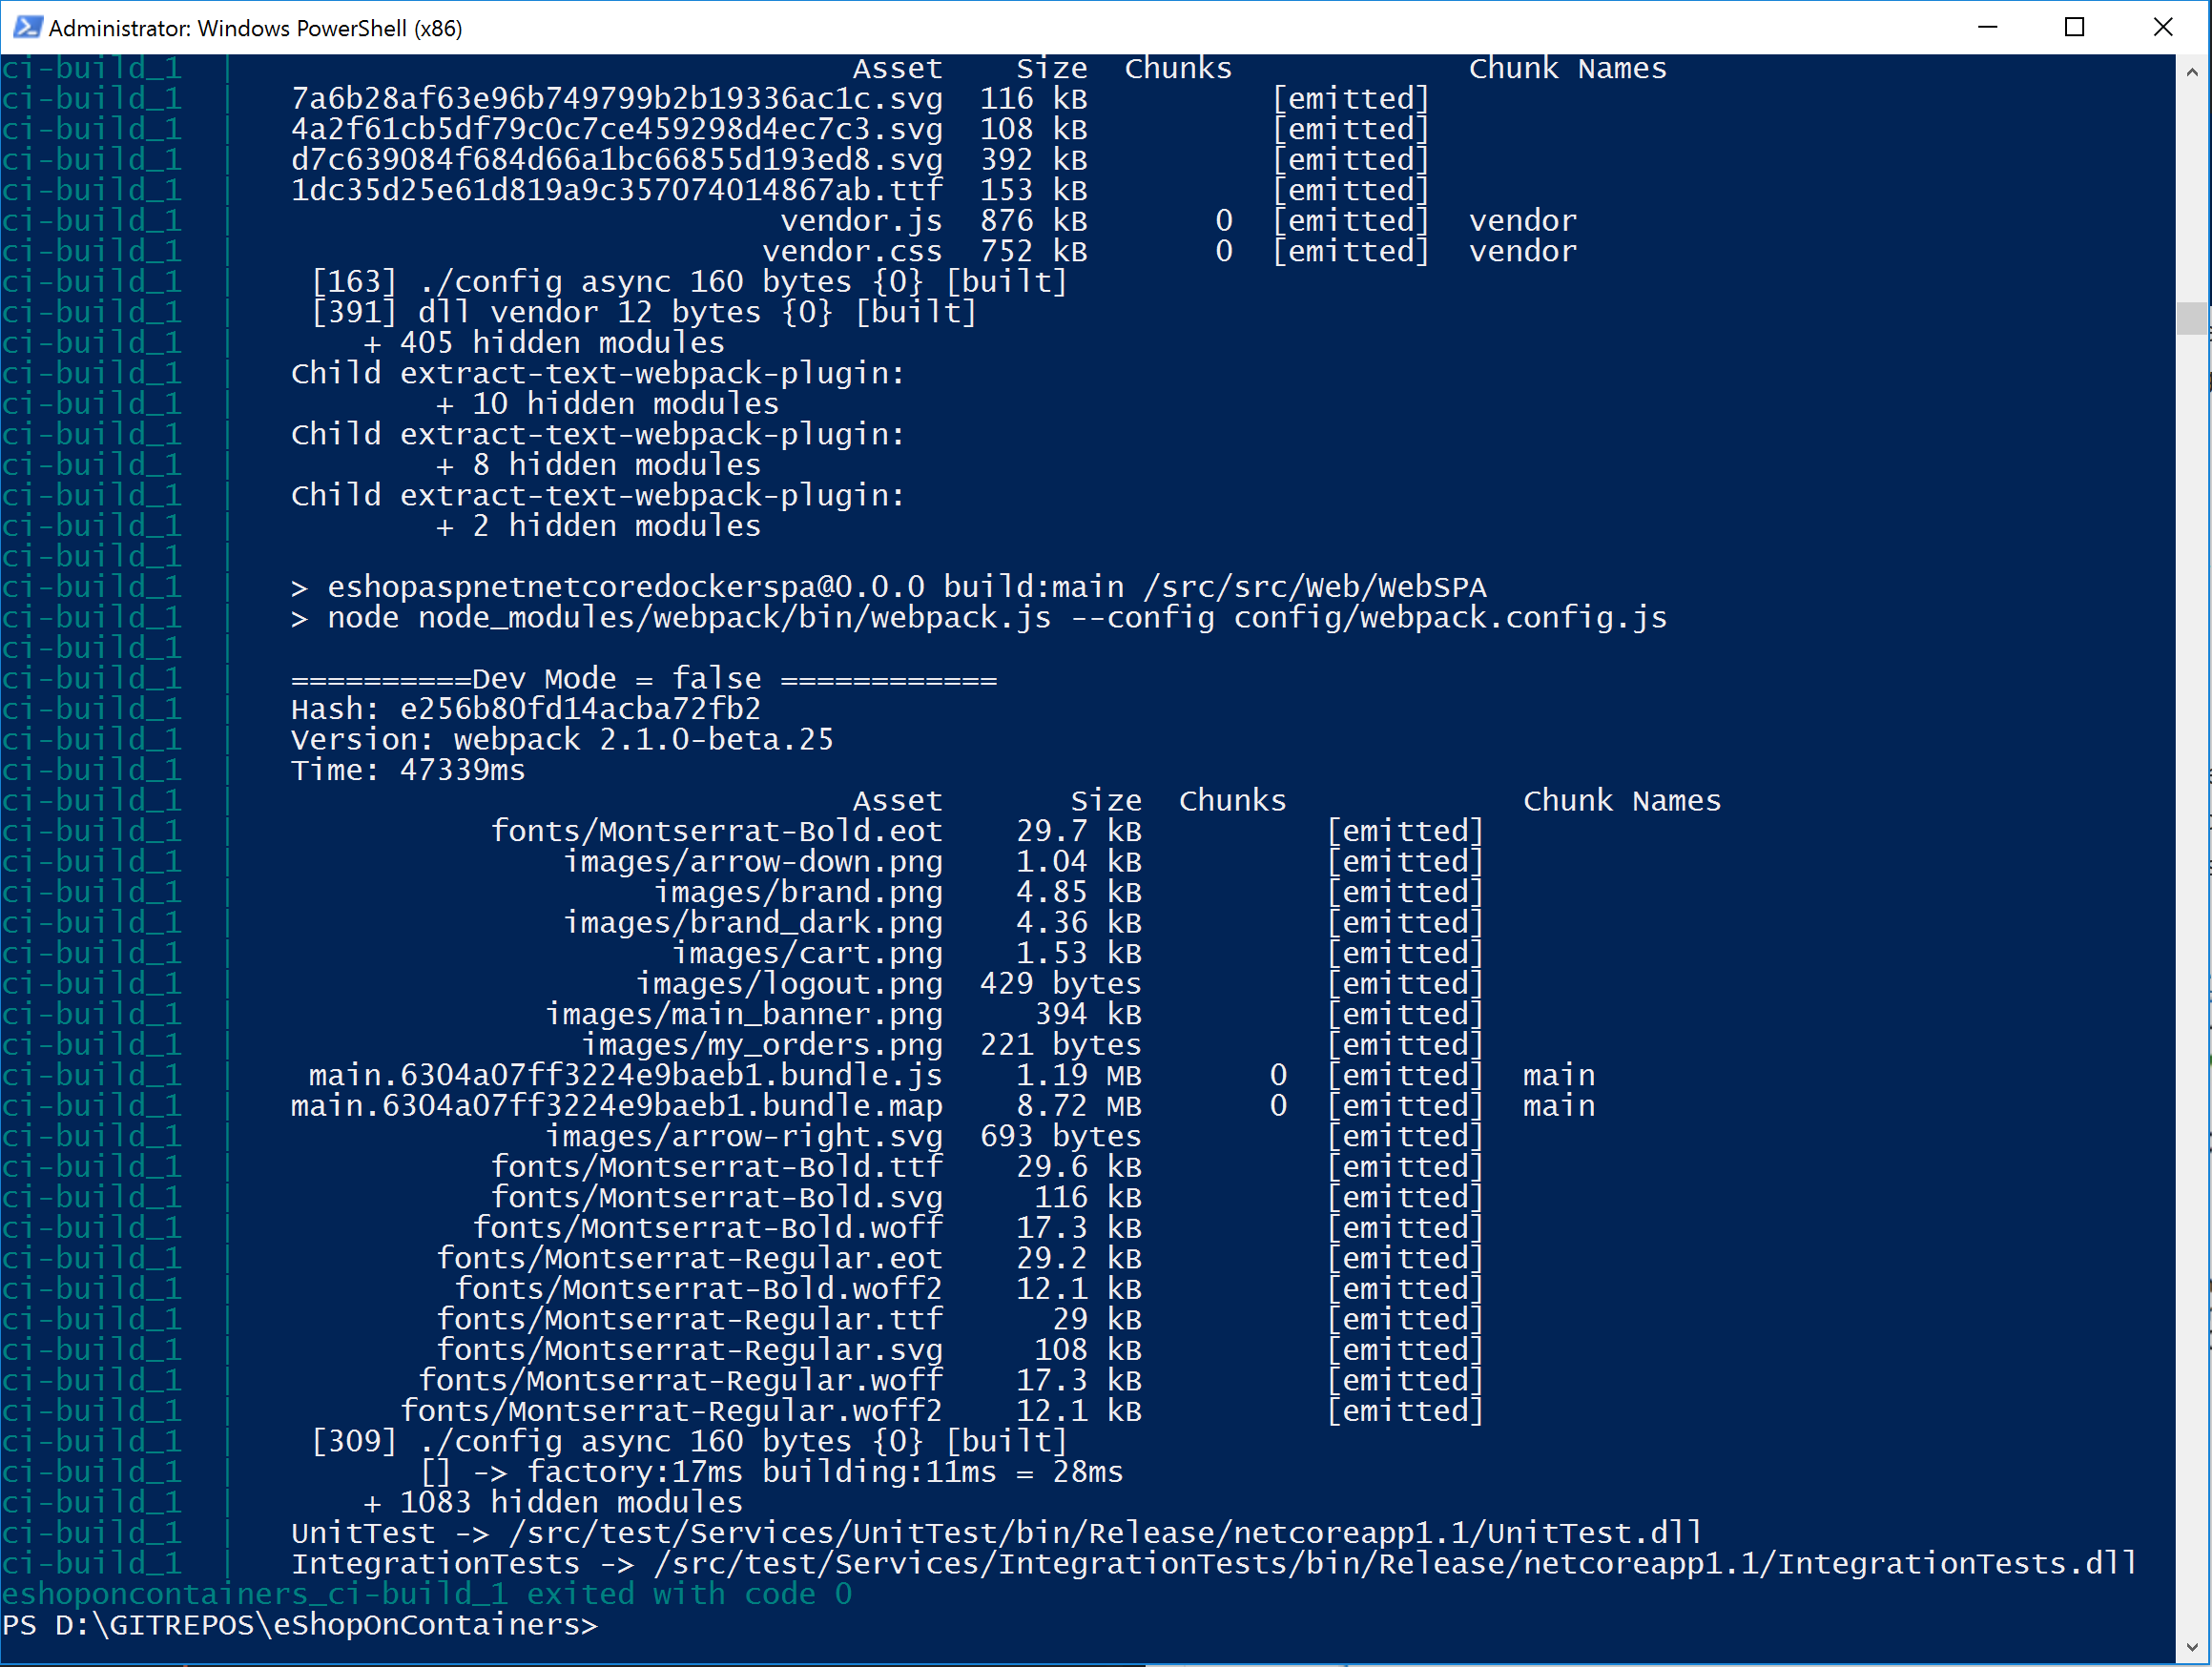 Administrator: Windows PowerShell (x86)
ci-build_1 | Asset Size Chunks Chunk Names
ci-build_1 | 7a6b28af63e96b749799b2b19336ac1c.svg 116 kB [emitted]
ci-build_1 | 4a2f61cb5df79c0c7ce459298d4ec7c3.svg 108 kB [emitted]
ci-build_1 | d7c639084f684d66a1bc66855d193ed8.svg 392 kB [emitted]
ci-build_1 | 1dc35d25e61d819a9c357074014867ab.ttf 153 kB [emitted]
ci-build_1 | vendor.js 876 kB 0 [emitted] vendor
ci-build_1 | vendor.css 752 kB 0 [emitted] vendor
ci-build_1 | [163] ./config async 160 bytes {0} [built]
ci-build_1 | [391] dll vendor 12 bytes {0} [built]
ci-build_1 | + 405 hidden modules
ci-build_1 | Child extract-text-webpack-plugin:
ci-build_1 | + 10 hidden modules
ci-build_1 | Child extract-text-webpack-plugin:
ci-build_1 | + 8 hidden modules
ci-build_1 | Child extract-text-webpack-plugin:
ci-build_1 | + 2 hidden modules
ci-build_1 |
ci-build_1 | > eshopaspnetnetcoredockerspa@0.0.0 build:main /src/src/Web/WebSPA
ci-build_1 | > node node_modules/webpack/bin/webpack.js --config config/webpack.config.js
ci-build_1 |
ci-build_1 | ==========Dev Mode = false ============
ci-build_1 | Hash: e256b80fd14acba72fb2
ci-build_1 | Version: webpack 2.1.0-beta.25
ci-build_1 | Time: 47339ms
ci-build_1 | Asset Size Chunks Chunk Names
ci-build_1 | fonts/Montserrat-Bold.eot 29.7 kB [emitted]
ci-build_1 | images/arrow-down.png 1.04 kB [emitted]
ci-build_1 | images/brand.png 4.85 kB [emitted]
ci-build_1 | images/brand_dark.png 4.36 kB [emitted]
ci-build_1 | images/cart.png 1.53 kB [emitted]
ci-build_1 | images/logout.png 429 bytes [emitted]
ci-build_1 | images/main_banner.png 394 kB [emitted]
ci-build_1 | images/my_orders.png 221 bytes [emitted]
ci-build_1 | main.6304a07ff3224e9baeb1.bundle.js 1.19 MB 0 [emitted] main
ci-build_1 | main.6304a07ff3224e9baeb1.bundle.map 8.72 MB 0 [emitted] main
ci-build_1 | images/arrow-right.svg 693 bytes [emitted]
ci-build_1 | fonts/Montserrat-Bold.ttf 29.6 kB [emitted]
ci-build_1 | fonts/Montserrat-Bold.svg 116 kB [emitted]
ci-build_1 | fonts/Montserrat-Bold.woff 17.3 kB [emitted]
ci-build_1 | fonts/Montserrat-Regular.eot 29.2 kB [emitted]
ci-build_1 | fonts/Montserrat-Bold.woff2 12.1 kB [emitted]
ci-build_1 | fonts/Montserrat-Regular.ttf 29 kB [emitted]
ci-build_1 | fonts/Montserrat-Regular.svg 108 kB [emitted]
ci-build_1 | fonts/Montserrat-Regular.woff 17.3 kB [emitted]
ci-build_1 | fonts/Montserrat-Regular.woff2 12.1 kB [emitted]
ci-build_1 | [309] ./config async 160 bytes {0} [built]
ci-build_1 | [] -> factory:17ms building:11ms = 28ms
ci-build_1 | + 1083 hidden modules
ci-build_1 | UnitTest -> /src/test/Services/UnitTest/bin/Release/netcoreapp1.1/UnitTest.dll
ci-build_1 | IntegrationTests -> /src/test/Services/IntegrationTests/bin/Release/netcoreapp1.1/IntegrationTests.dll
eshoponcontainers_ci-build_1 exited with code 0
PS D:\GITREPOS\eShopOnContainers>